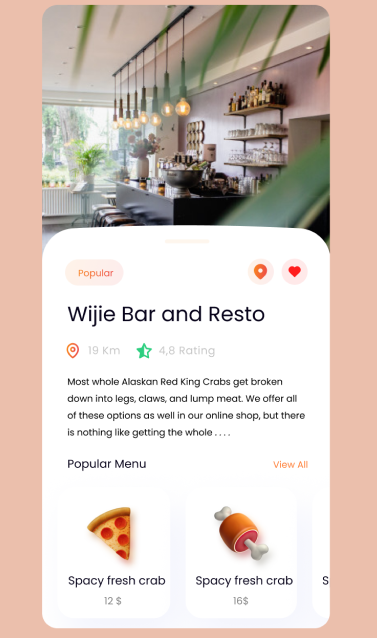 Popular
Wijie Bar and Resto
19 Km 4,8 Rating
Most whole Alaskan Red King Crabs get broken
down into legs, claws, and lump meat. We offer all
of these options as well in our online shop, but there
is nothing like getting the whole . . . .
Popular Menu View All
Spacy fresh crab Spacy fresh crab S
12 $ 16$